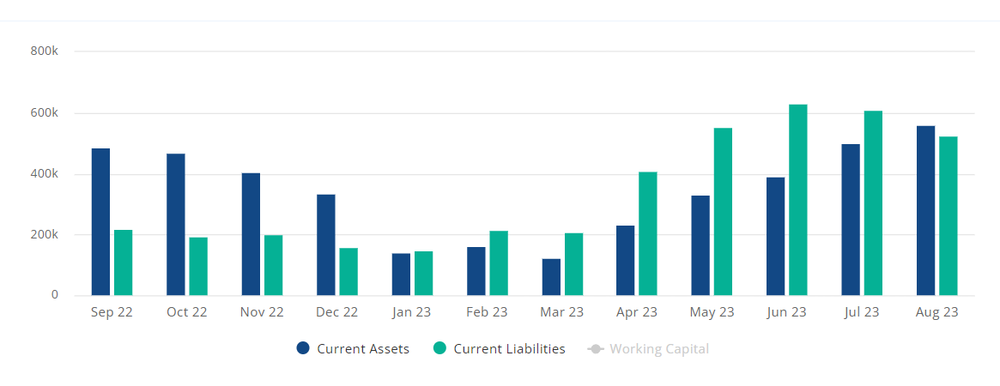 800k
600k
400k
200k
0
Sep 22 Oct 22 Nov 22 Dec 22 Jan 23 Feb 23 Mar 23 Apr 23 May 23 Jun 23 Jul 23 Aug 23
Current Assets Current Liabilities Working Capital